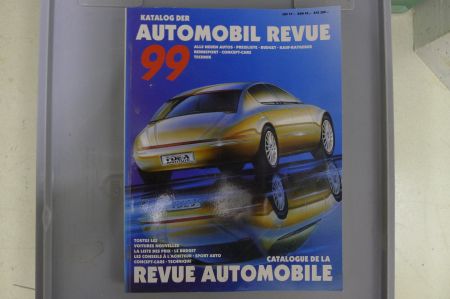 KATALOG DER
AUTOMOBIL REVUE
99
ALLE NEUEN AUTOS · PREISLISTE · BUDGET · KAUF-RATGEBER
RENNSPORT · CONCEPT-CARS
TECHNIK
TOUTES LES
VOITURES NOUVELLES
LA LISTE DES PRIX · LE BUDGET
LES CONSEILS À L'ACHETEUR · SPORT AUTO
CONCEPT-CARS · TECHNIQUE
CATALOGUE DE LA
REVUE AUTOMOBILE